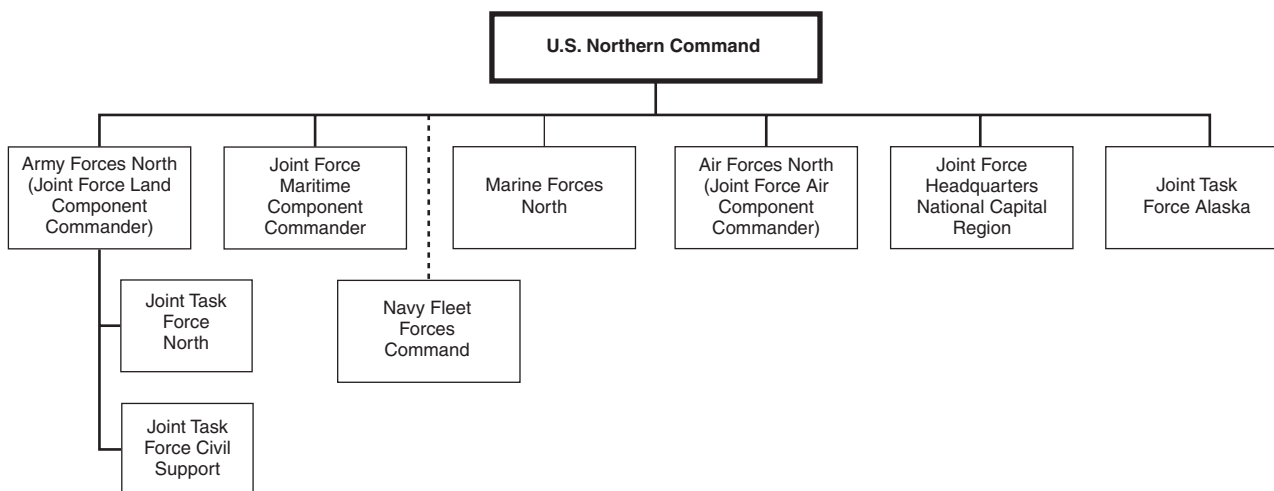 U.S. Northern Command
Army Forces North
(Joint Force Land
Component
Commander)
Joint Force
Maritime
Component
Commander
Marine Forces
North
Air Forces North
(Joint Force Air
Component
Commander)
Joint Force
Headquarters
National Capital
Region
Joint Task
Force Alaska
Joint Task
Force
North
Navy Fleet
Forces
Command
Joint Task
Force Civil
Support